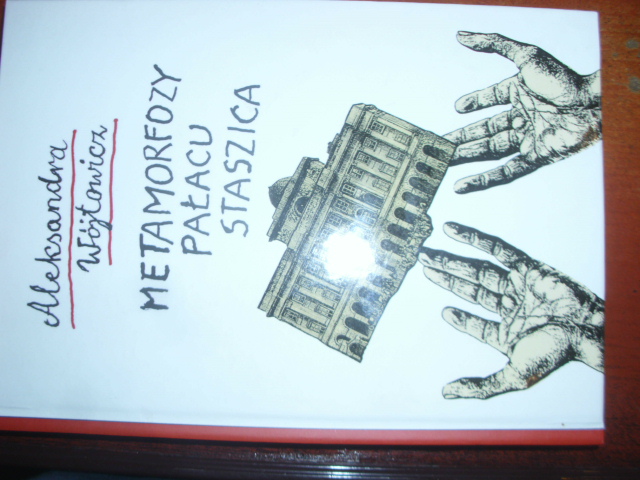 Aleksandra
Wójtowicz
METAMORFOZY
PAŁACU
STASZICA